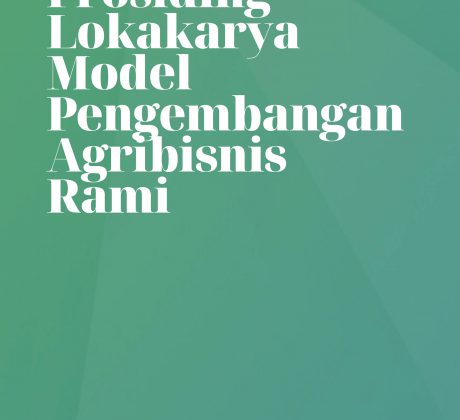 Prosiding
Lokakarya
Model
Pengembangan
Agribisnis
Rami